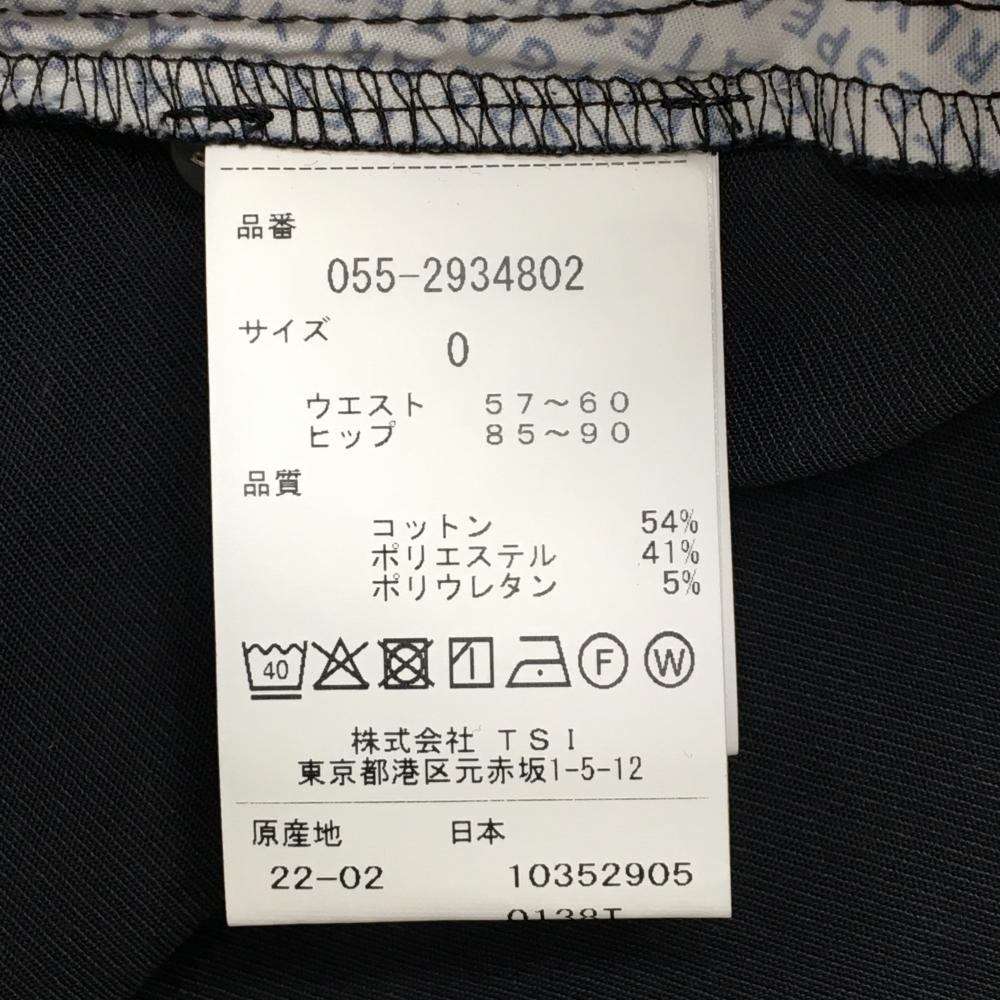 品番
055-2934802
サイズ
0
ウエスト 57~60
ヒップ 85~90
品質
コットン 54%
ポリエステル 41%
ポリウレタン 5%
40 F W
株式会社 TSI
東京都港区元赤坂1-5-12
原産地 日本
22-02 10352905